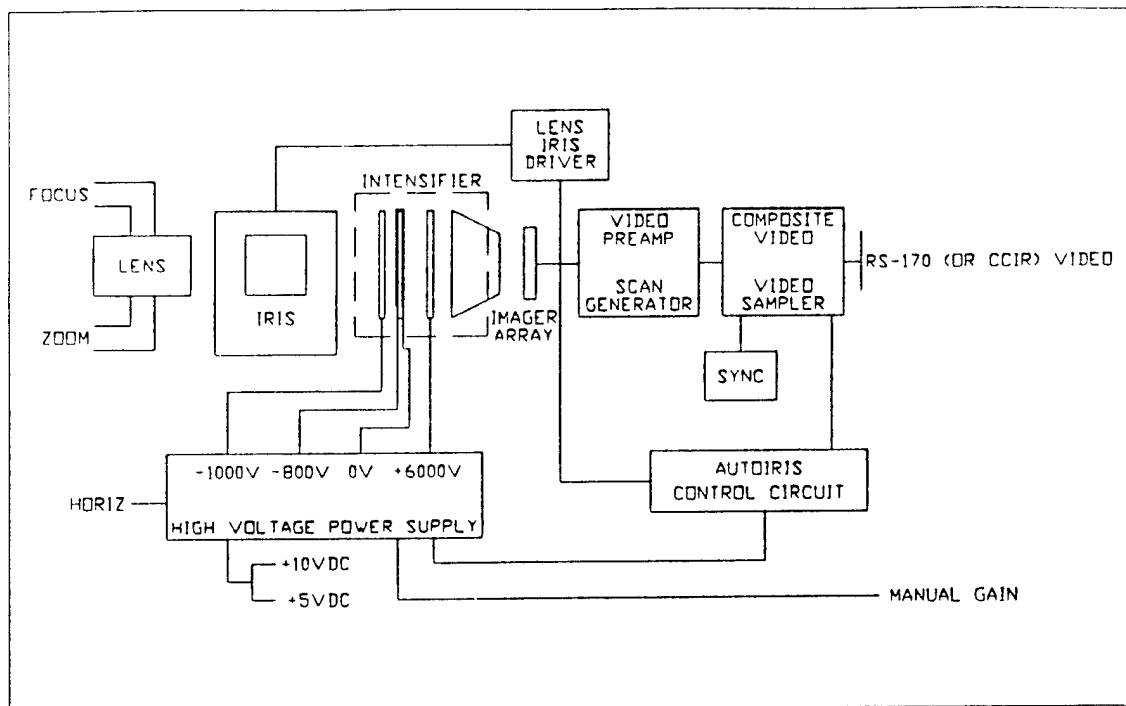 LENS
IRIS
DRIVER
INTENSIFIER
FOCUS
LENS
ZOOM
IRIS
IMAGER
ARRAY
VIDEO
PREAMP
SCAN
GENERATOR
COMPOSITE
VIDEO
VIDEO
SAMPLER
RS-170 (OR CCIR) VIDEO
SYNC
-1000V -800V 0V +6000V
HORIZ
HIGH VOLTAGE POWER SUPPLY
AUTOIRIS
CONTROL CIRCUIT
+10VDC
+5VDC
MANUAL GAIN